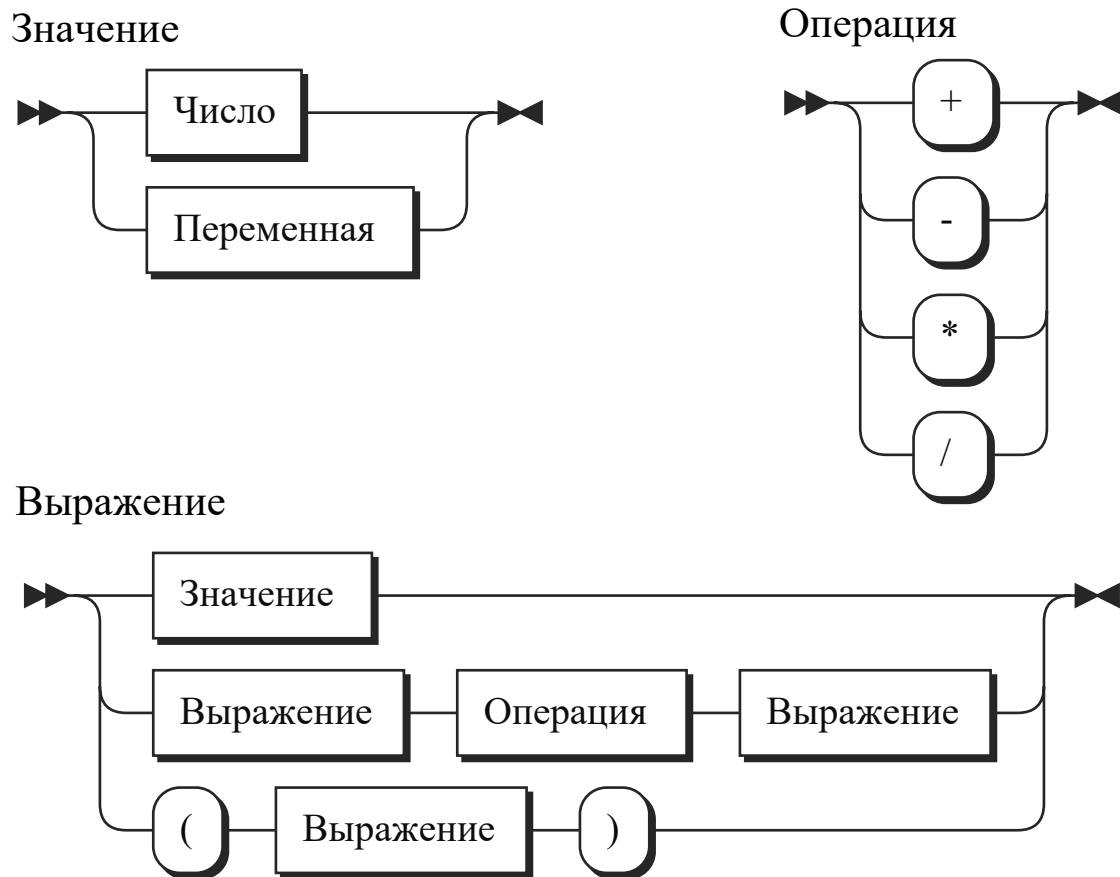 Значение
Число
Переменная
Операция
+
-
*
/
Выражение
Значение
Выражение Операция Выражение
( Выражение )